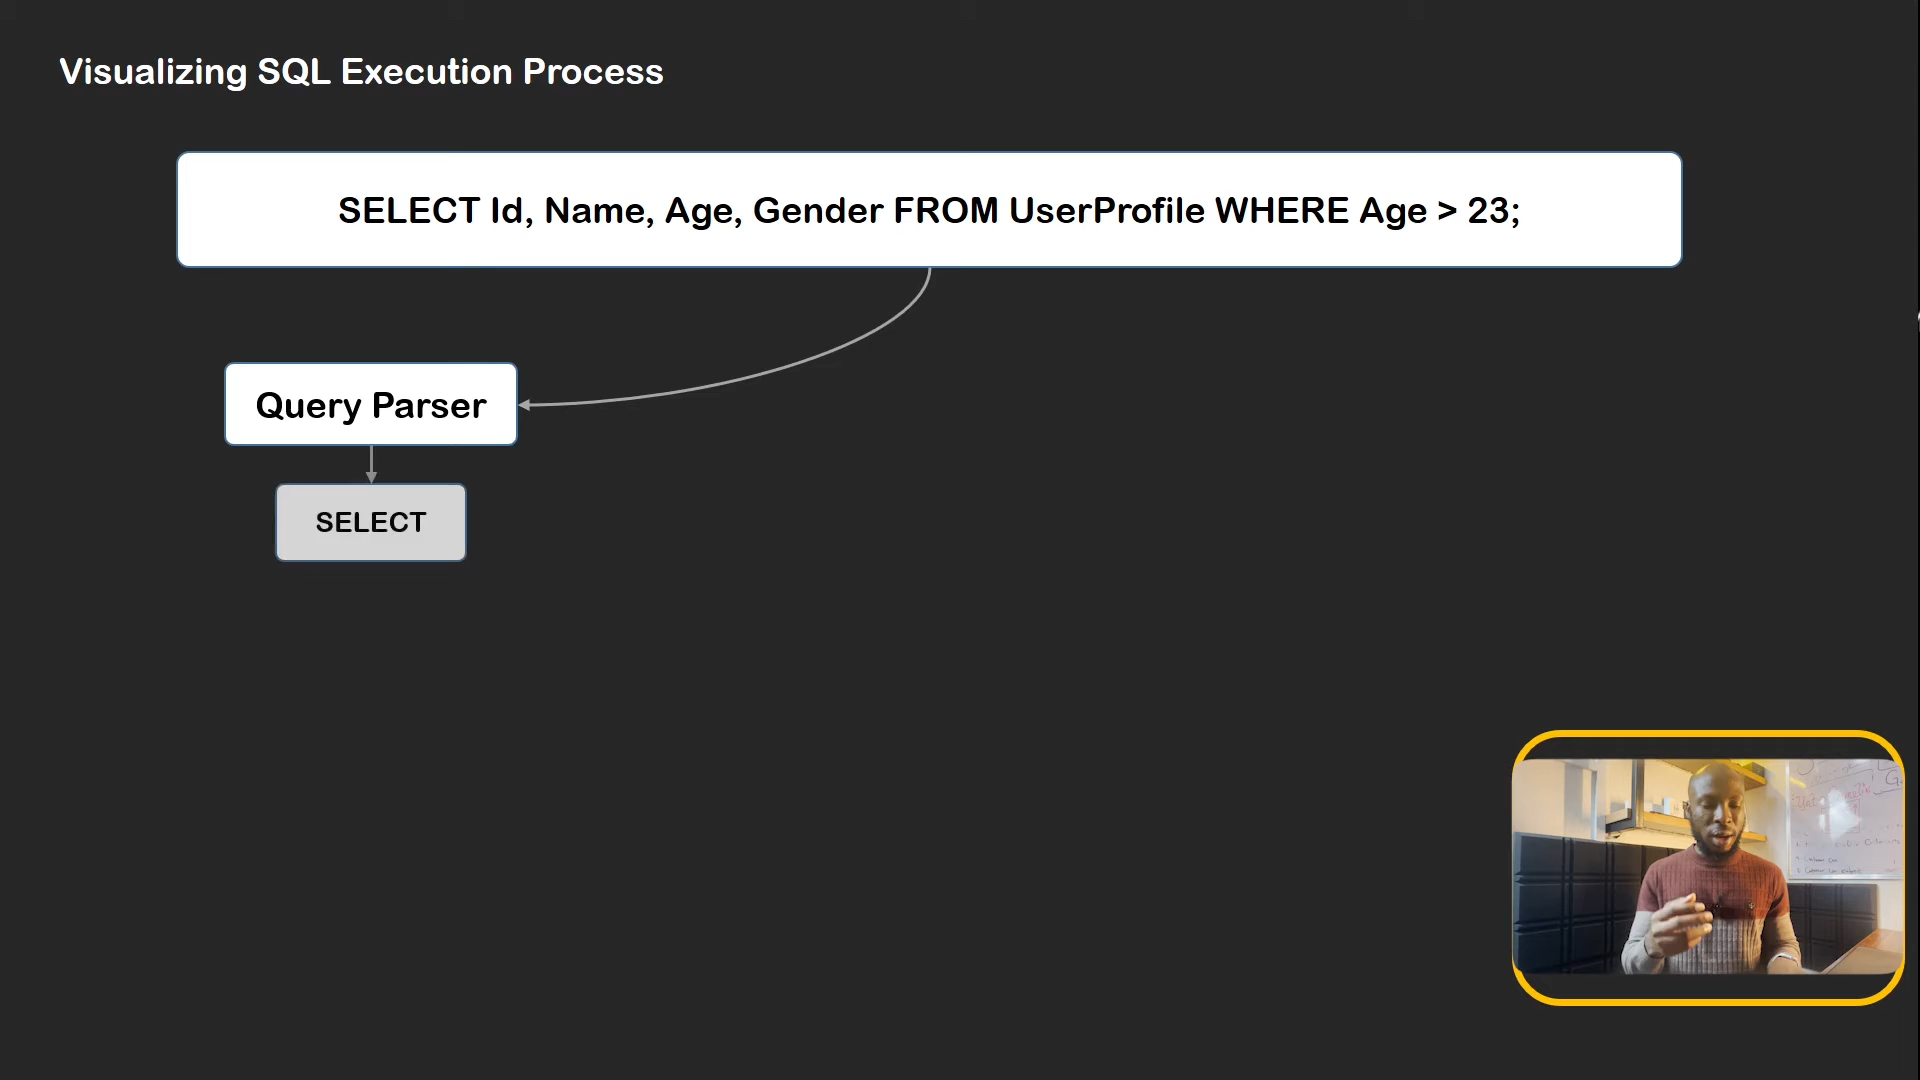 Visualizing SQL Execution Process
SELECT Id, Name, Age, Gender FROM UserProfile WHERE Age > 23;
Query Parser
SELECT